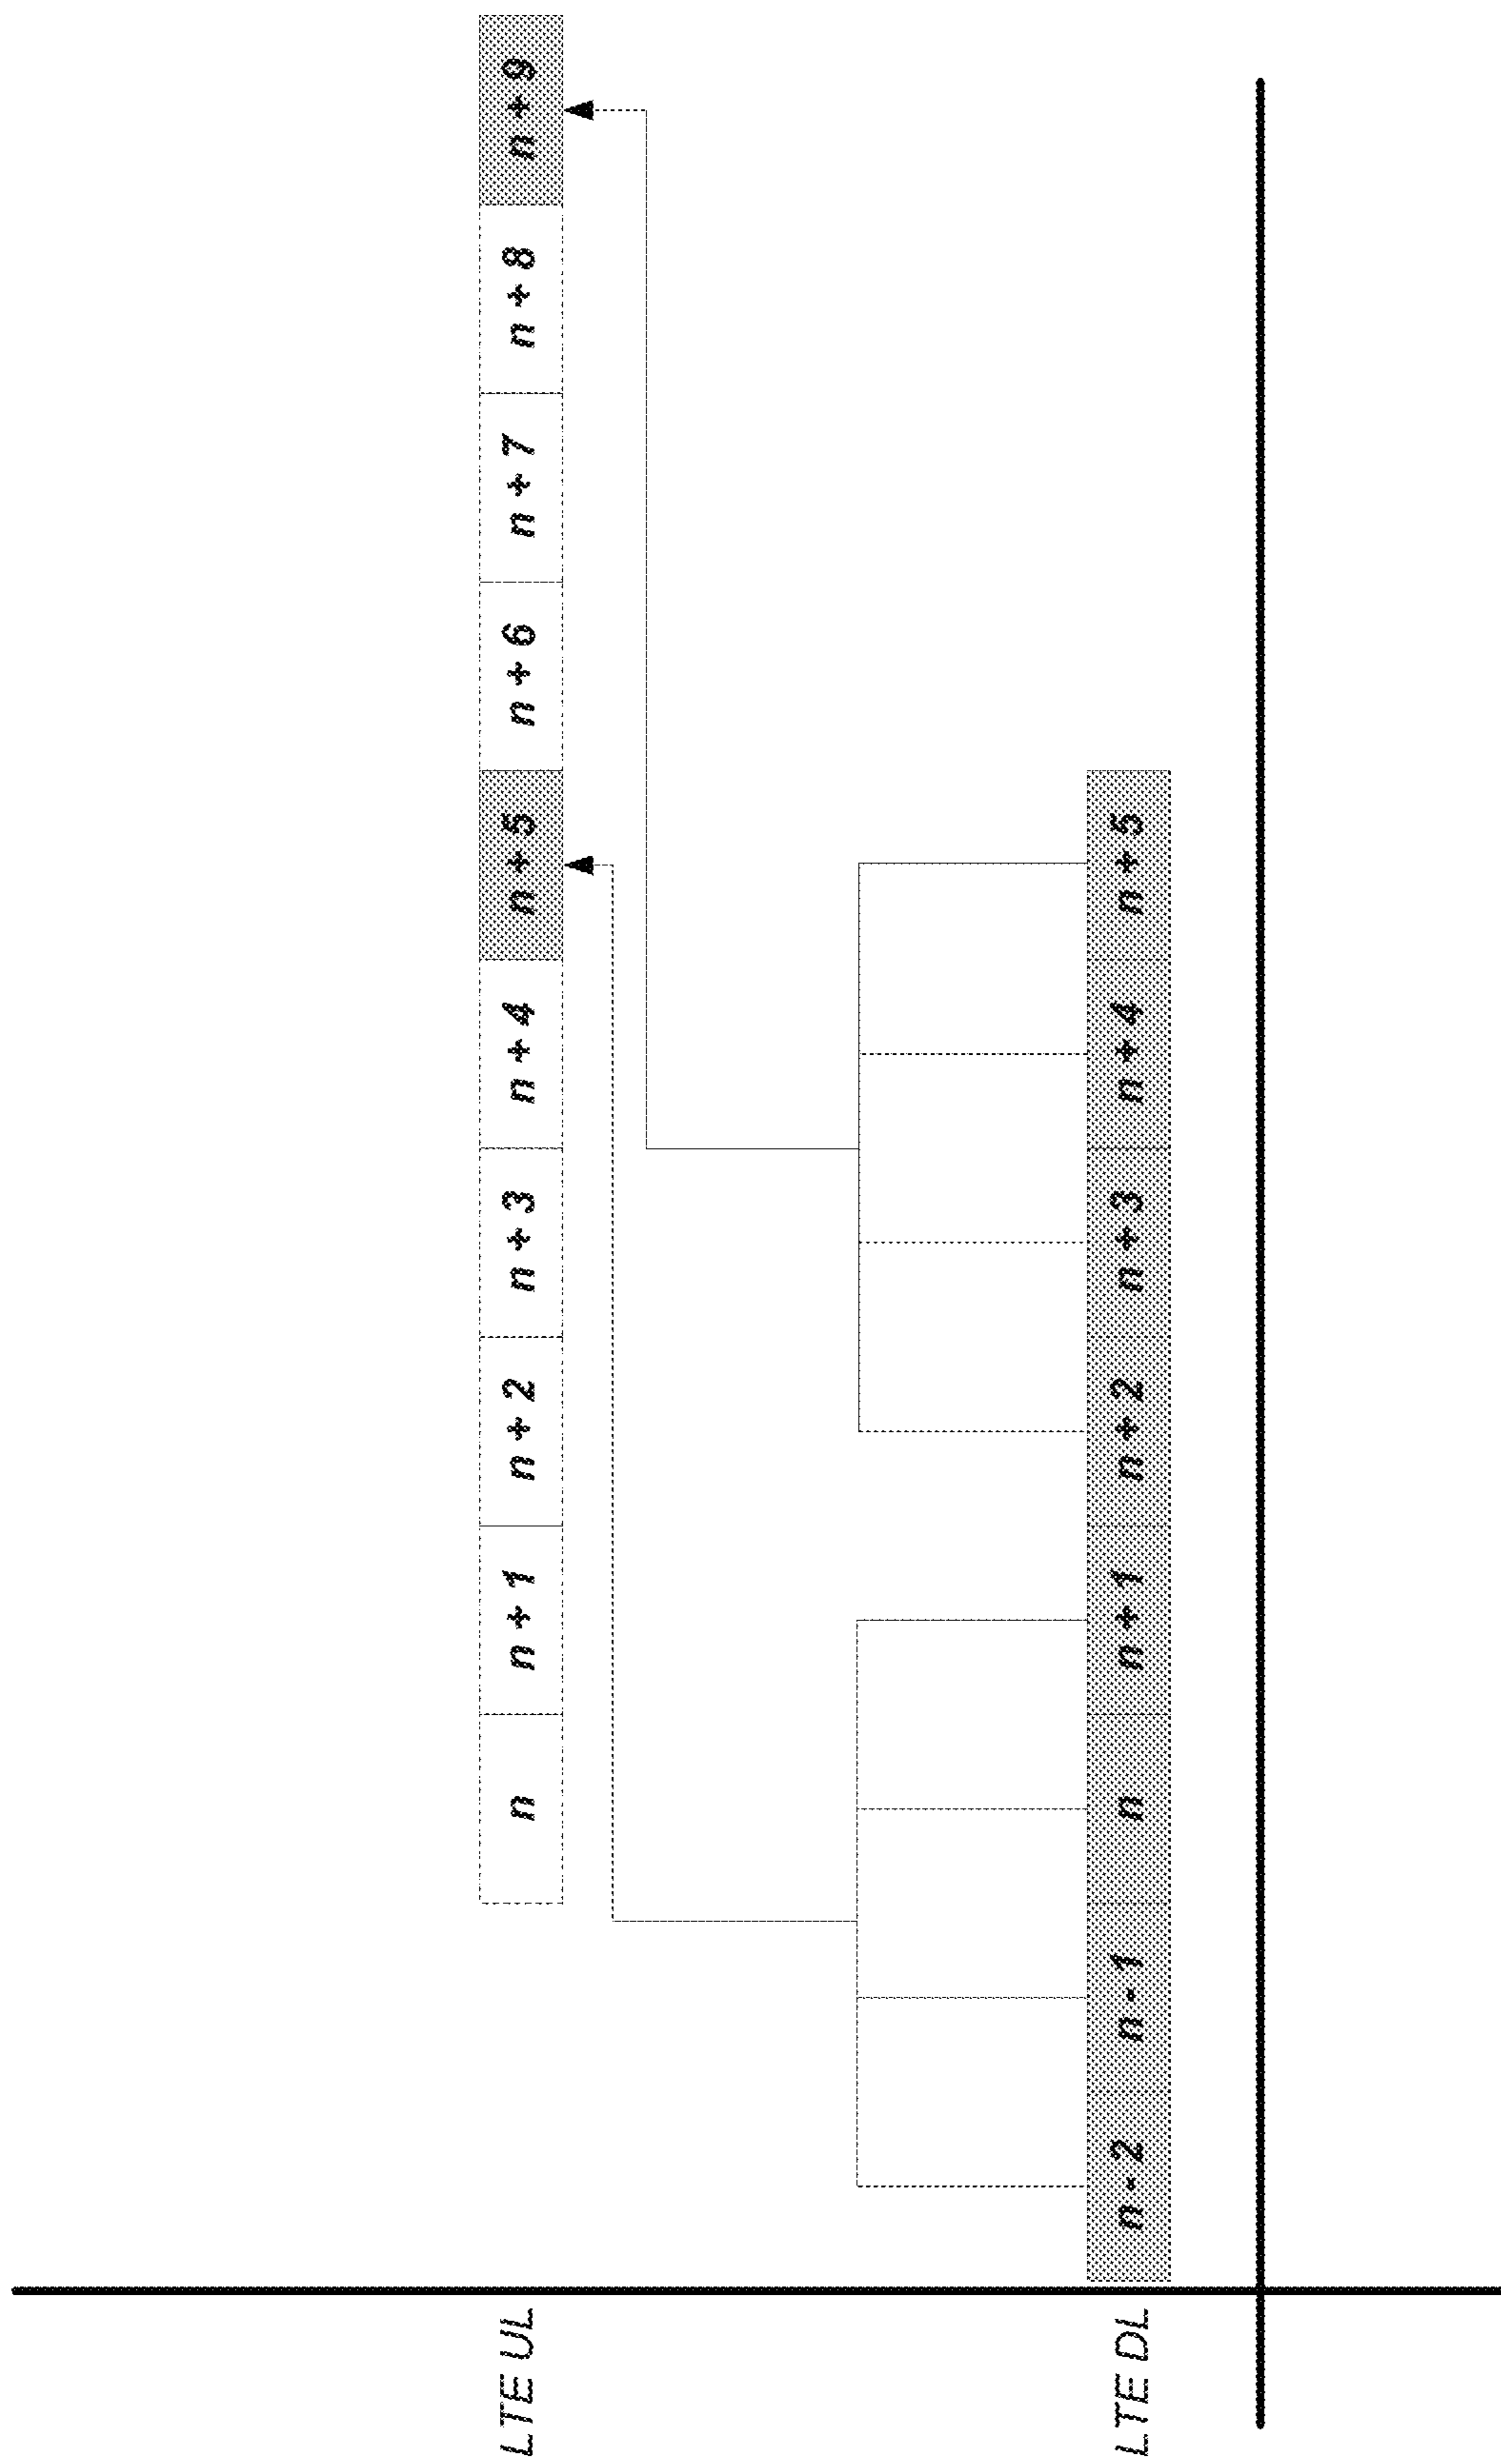 LTE UL
n
n + 1
n + 2
n + 3
n + 4
n + 5
n + 6
n + 7
n + 8
n + 9
LTE DL
n - 2
n - 1
n
n + 1
n + 2
n + 3
n + 4
n + 5